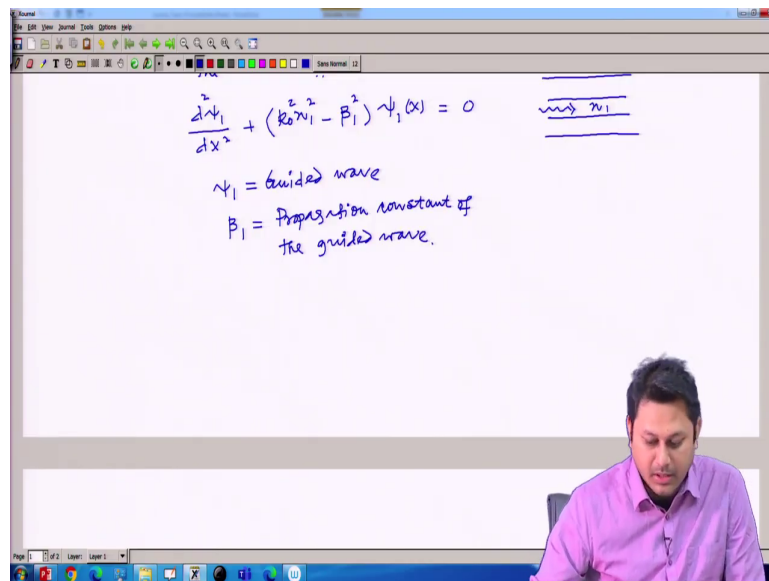 Xournal
File Edit View Journal Tools Options Help
Sans Normal 12
d²ψ₁/dx² + (k₀²n₁² − β₁²) ψ₁(x) = 0
n₁
ψ₁ = Guided wave
β₁ = Propagation constant of
the guided wave.
Page 1 of 2 Layer: Layer 1